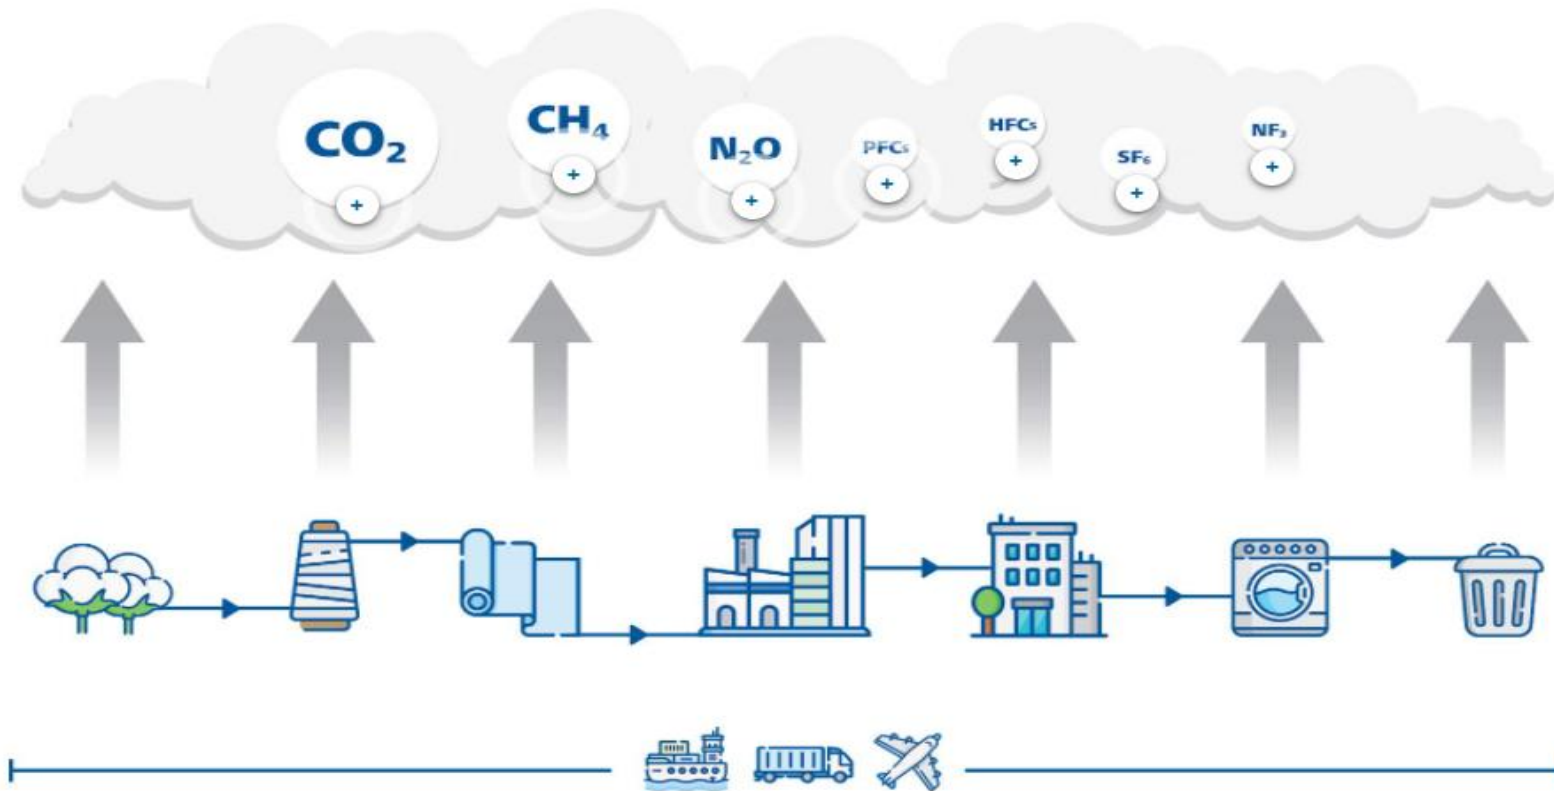 CO₂
CH₄
N₂O
PFCs
HFCs
SF₆
NF₃
+
+
+
+
+
+
+